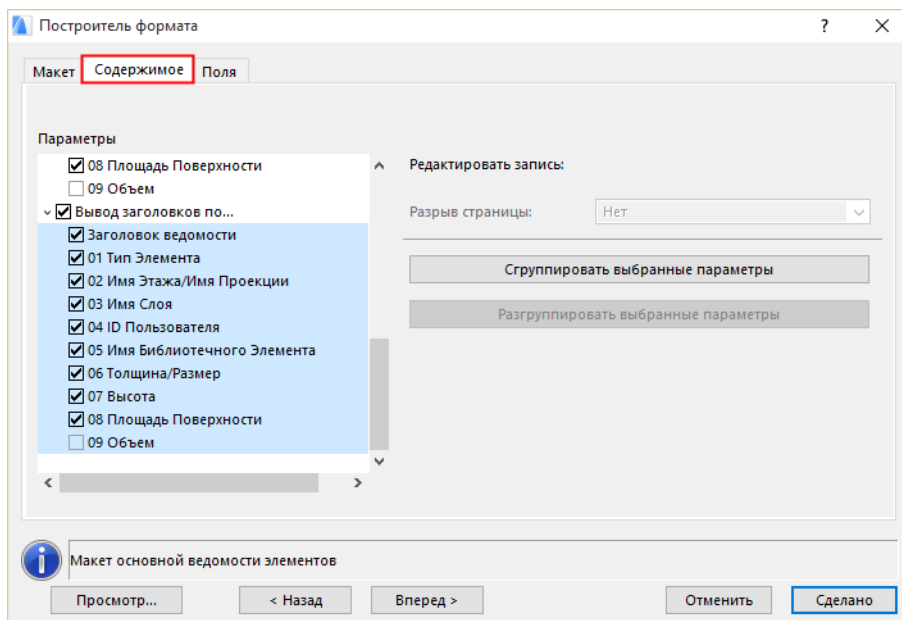 Построитель формата
?
Макет Содержимое Поля
Параметры
08 Площадь Поверхности
09 Объем
Вывод заголовков по...
Заголовок ведомости
01 Тип Элемента
02 Имя Этажа/Имя Проекции
03 Имя Слоя
04 ID Пользователя
05 Имя Библиотечного Элемента
06 Толщина/Размер
07 Высота
08 Площадь Поверхности
09 Объем
Редактировать запись:
Разрыв страницы: Нет
Сгруппировать выбранные параметры
Разгруппировать выбранные параметры
Макет основной ведомости элементов
Просмотр... < Назад Вперед > Отменить Сделано